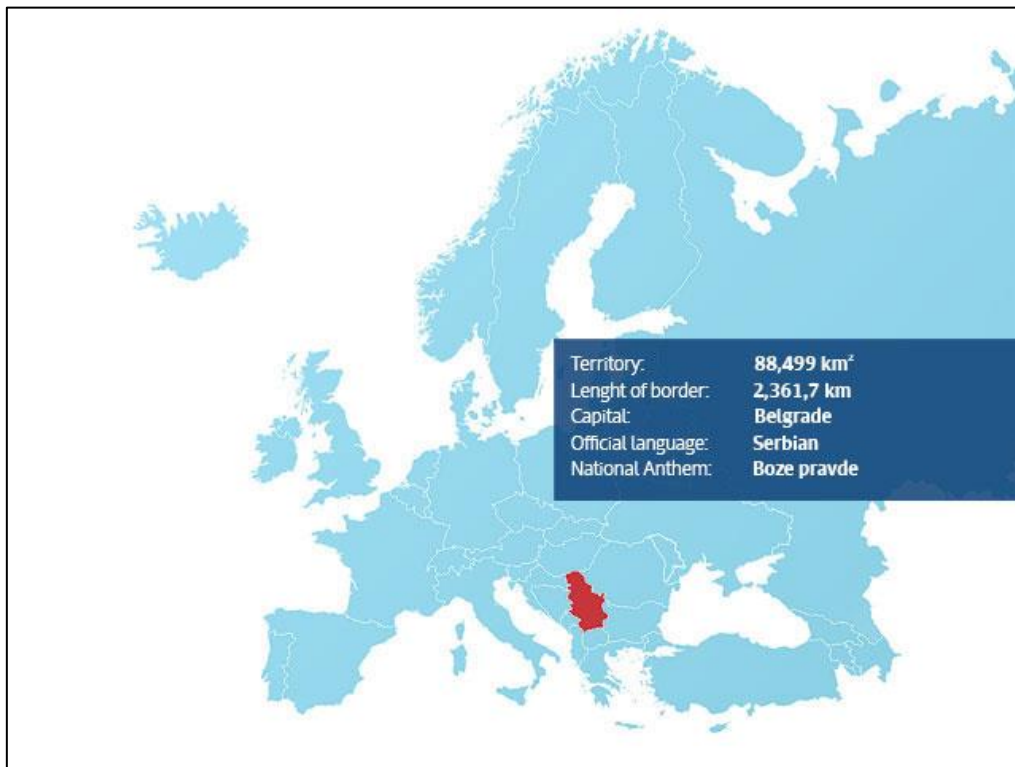 Territory: 88,499 km²
Lenght of border: 2,361,7 km
Capital: Belgrade
Official language: Serbian
National Anthem: Boze pravde